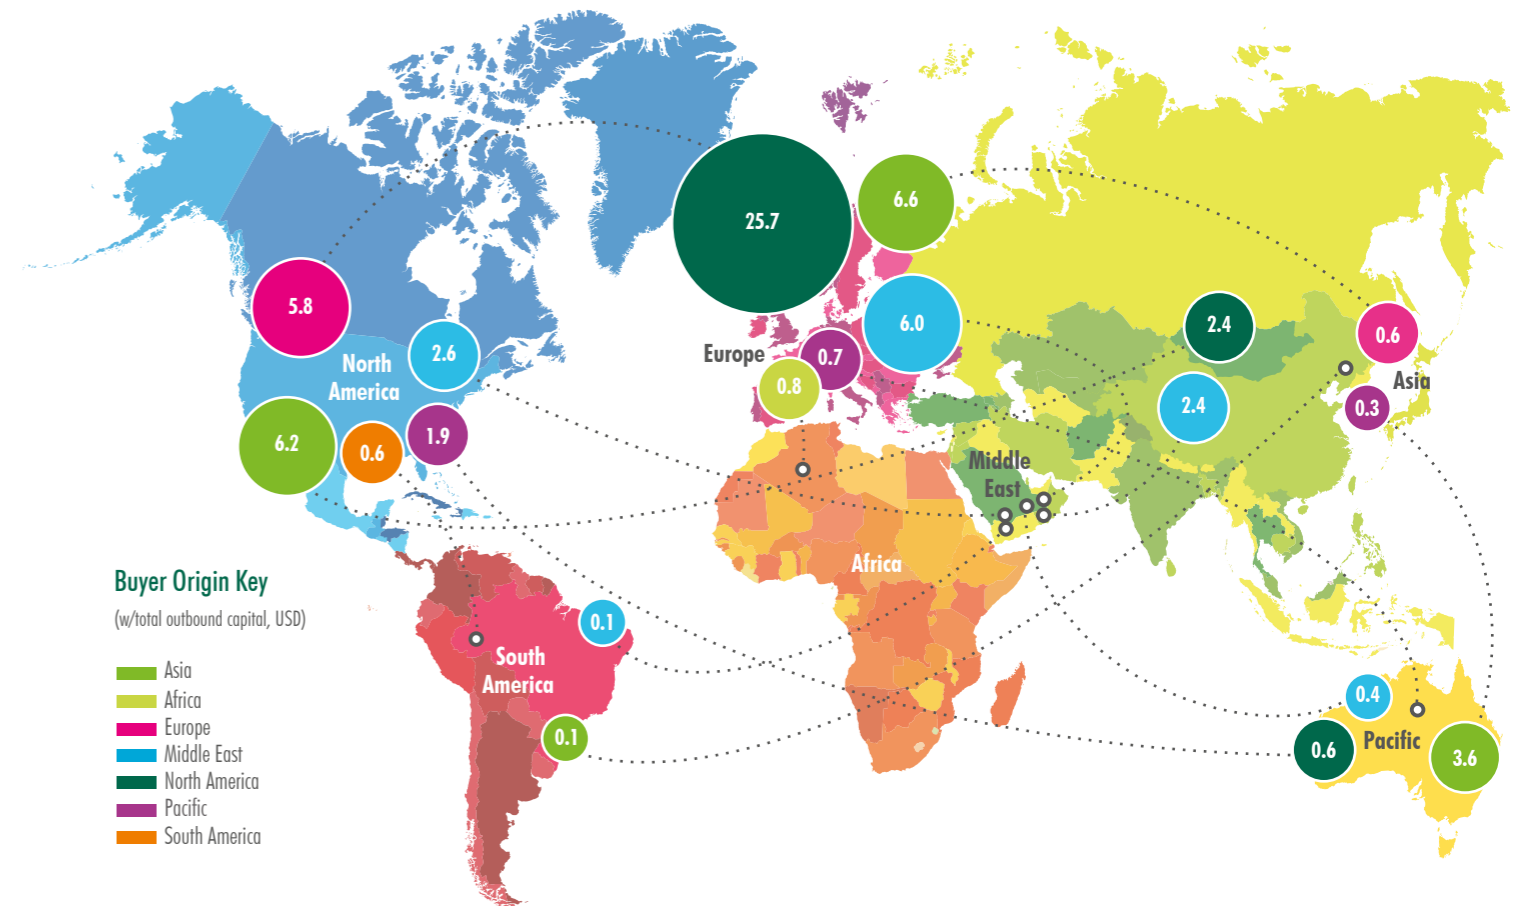 25.7
6.6
5.8
6.0
2.6
North
America
Europe
0.7
0.8
2.4
0.6
Asia
2.4
0.3
6.2
0.6
1.9
Middle
East
Africa
Buyer Origin Key
(w/total outbound capital, USD)
Asia
Africa
Europe
Middle East
North America
Pacific
South America
0.1
South
America
0.1
0.4
Pacific
0.6
3.6